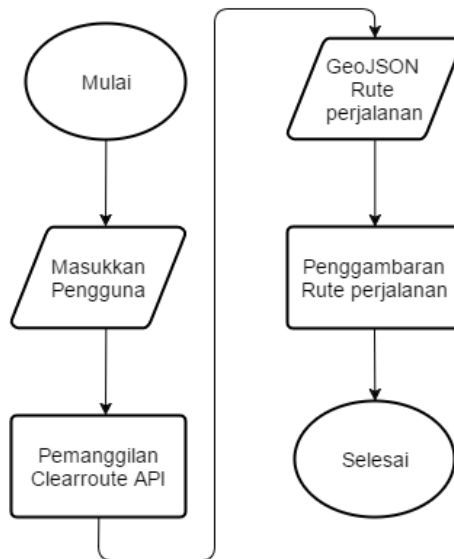 Mulai
Masukkan
Pengguna
Pemanggilan
Clearroute API
GeoJSON
Rute
perjalanan
Penggambaran
Rute perjalanan
Selesai